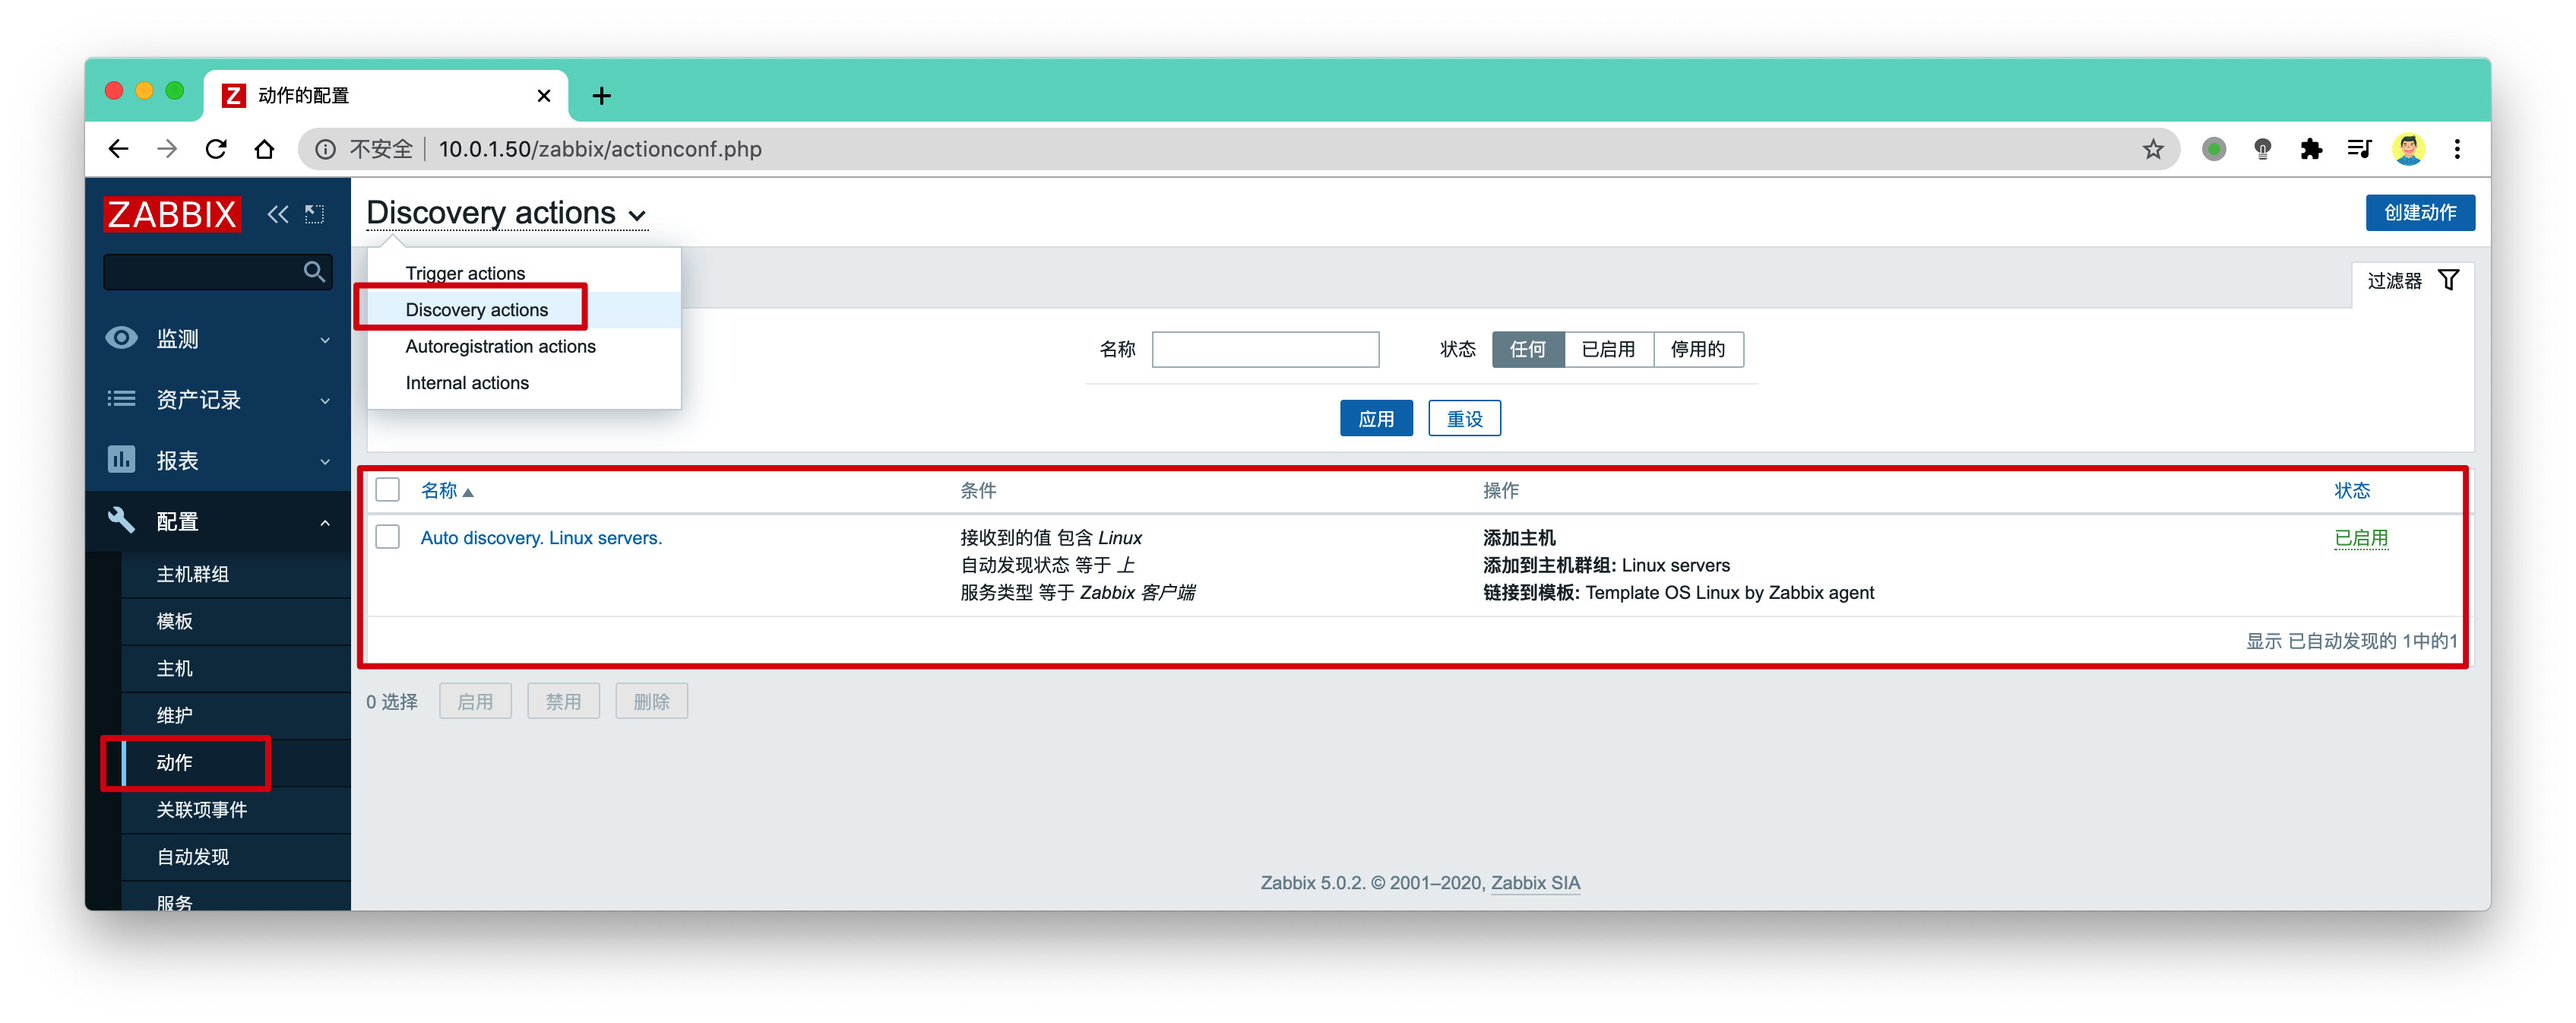 Z 动作的配置
不安全 10.0.1.50/zabbix/actionconf.php
ZABBIX
监测
资产记录
报表
配置
主机群组
模板
主机
维护
动作
关联项事件
自动发现
服务
Discovery actions
创建动作
Trigger actions
Discovery actions
Autoregistration actions
Internal actions
过滤器
名称
状态 任何 已启用 停用的
应用 重设
名称 条件 操作 状态
Auto discovery. Linux servers. 接收到的值 包含 Linux 添加主机 已启用
自动发现状态 等于 上 添加到主机群组: Linux servers
服务类型 等于 Zabbix 客户端 链接到模板: Template OS Linux by Zabbix agent
显示 已自动发现的 1中的1
0 选择 启用 禁用 删除
Zabbix 5.0.2. © 2001–2020, Zabbix SIA